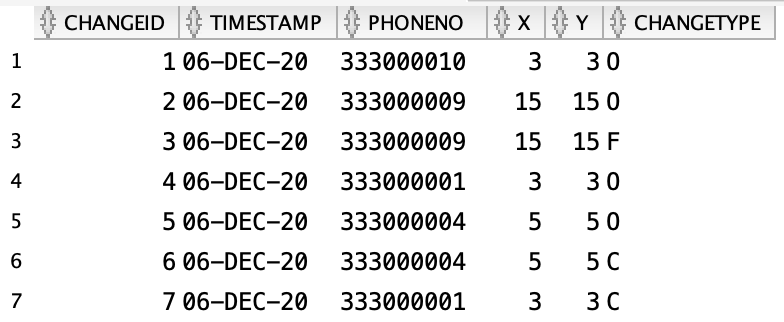 CHANGEID TIMESTAMP PHONENO X Y CHANGETYPE
1 1 06-DEC-20 333000010 3 3 O
2 2 06-DEC-20 333000009 15 15 O
3 3 06-DEC-20 333000009 15 15 F
4 4 06-DEC-20 333000001 3 3 O
5 5 06-DEC-20 333000004 5 5 O
6 6 06-DEC-20 333000004 5 5 C
7 7 06-DEC-20 333000001 3 3 C